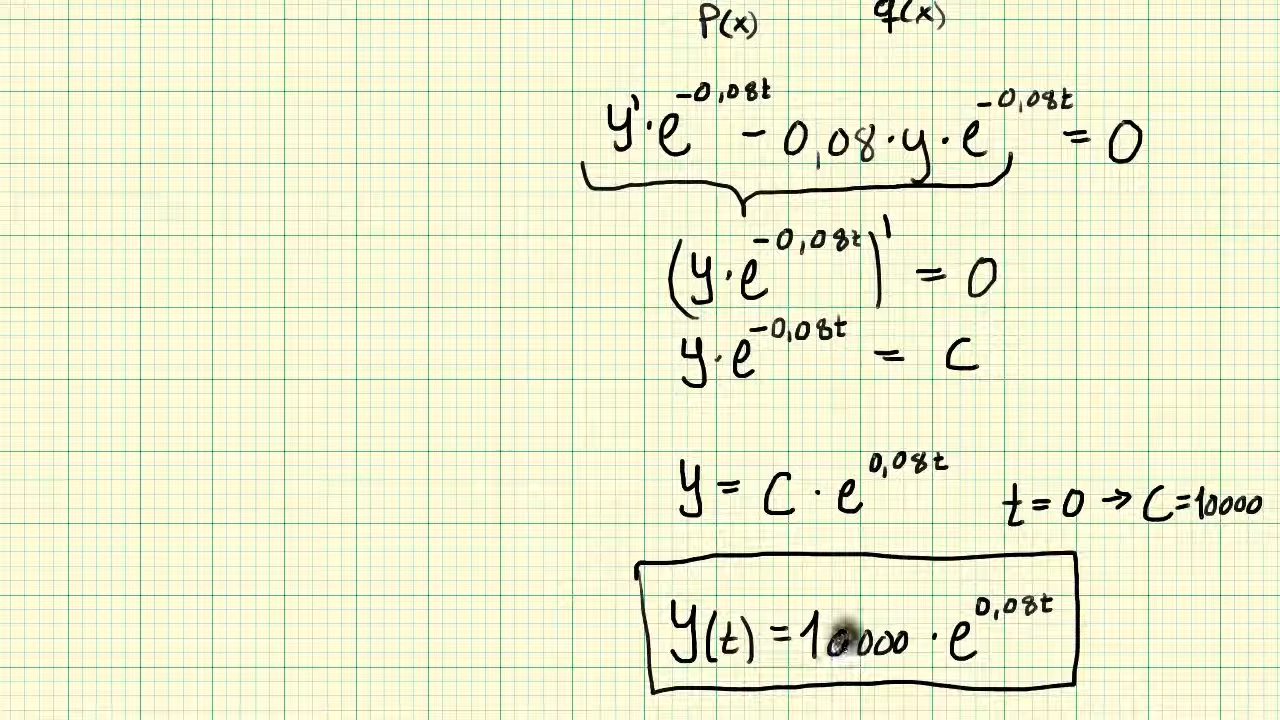 p(x) q(x)
y' · e^{-0,08t} - 0,08 · y · e^{-0,08t} = 0
(y · e^{-0,08t})' = 0
y · e^{-0,08t} = C
y = C · e^{0,08t} t = 0 → C = 10000
y(t) = 10000 · e^{0,08t}